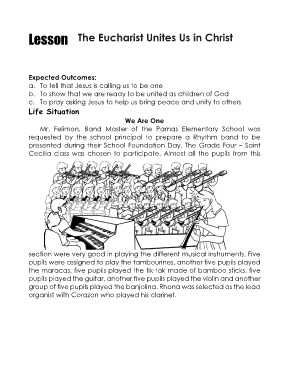 Lesson The Eucharist Unites Us in Christ
Expected Outcomes:
a. To tell that Jesus is calling us to be one
b. To show that we are ready to be united as children of God
c. To pray asking Jesus to help us bring peace and unity to others
Life Situation
We Are One
Mr. Felimon, Band Master of the Parnas Elementary School was
requested by the school principal to prepare a Rhythm band to be
presented during their School Foundation Day. The Grade Four – Saint
Cecilia class was chosen to participate. Almost all the pupils from this
section were very good in playing the different musical instruments. Five
pupils were assigned to play the tambourines, another five pupils played
the maracas, five pupils played the tik-tak made of bamboo sticks, five
pupils played the guitar, another five pupils played the violin and another
group of five pupils played the banjolina. Rhona was selected as the lead
organist with Corazon who played his clarinet.